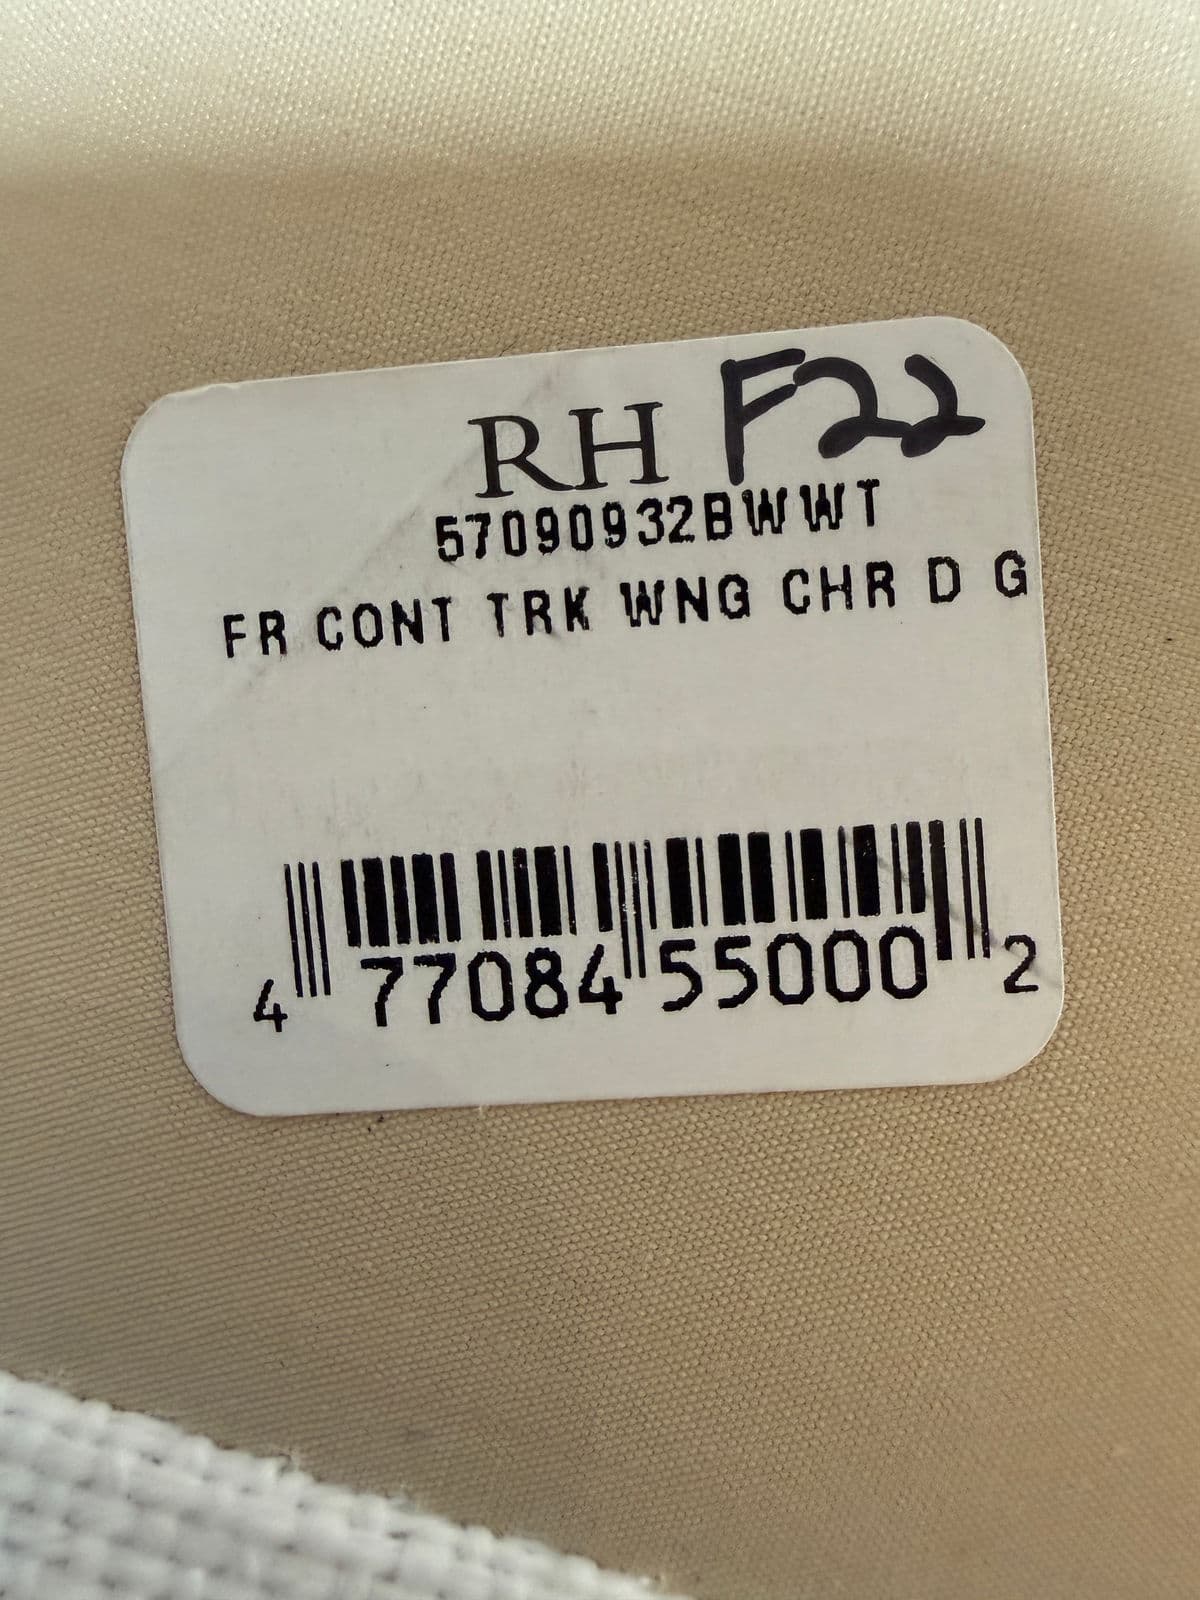 RH F22
57090932BWWT
FR CONT TRK WNG CHR D G
4 77084 55000 2